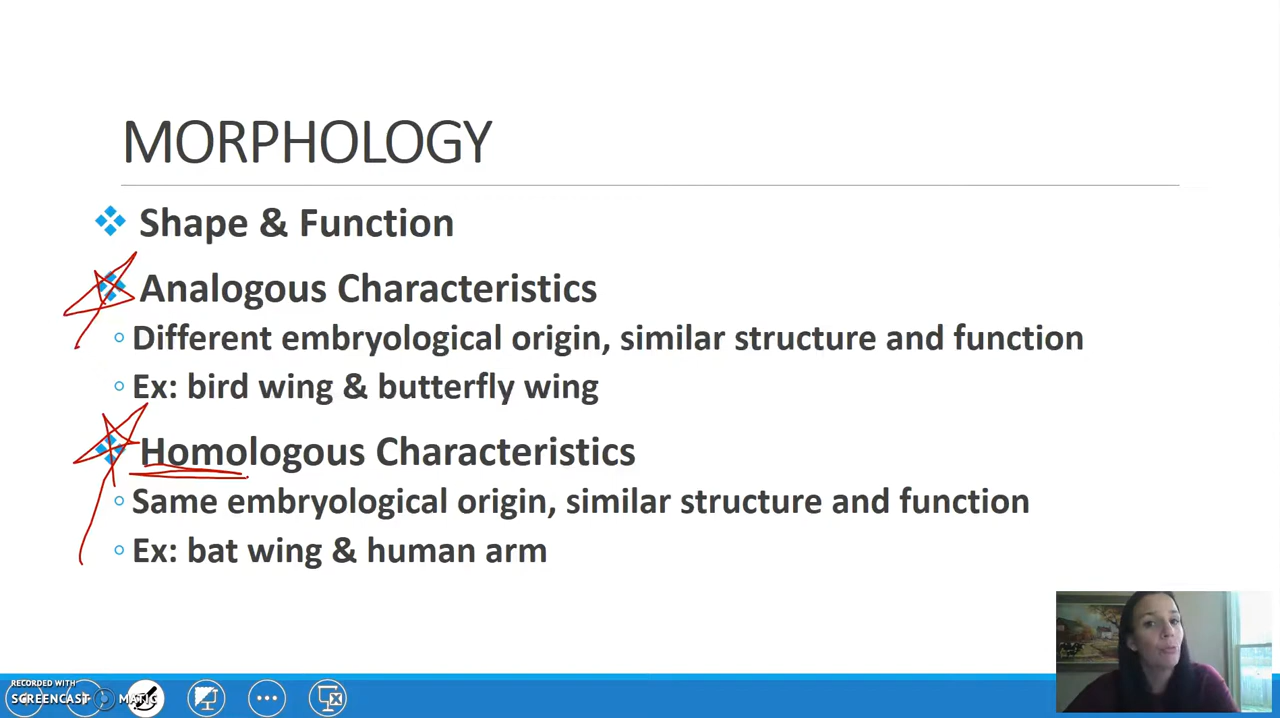 MORPHOLOGY
Shape & Function
Analogous Characteristics
Different embryological origin, similar structure and function
Ex: bird wing & butterfly wing
Homologous Characteristics
Same embryological origin, similar structure and function
Ex: bat wing & human arm
RECORDED WITH
SCREENCAST MATIC